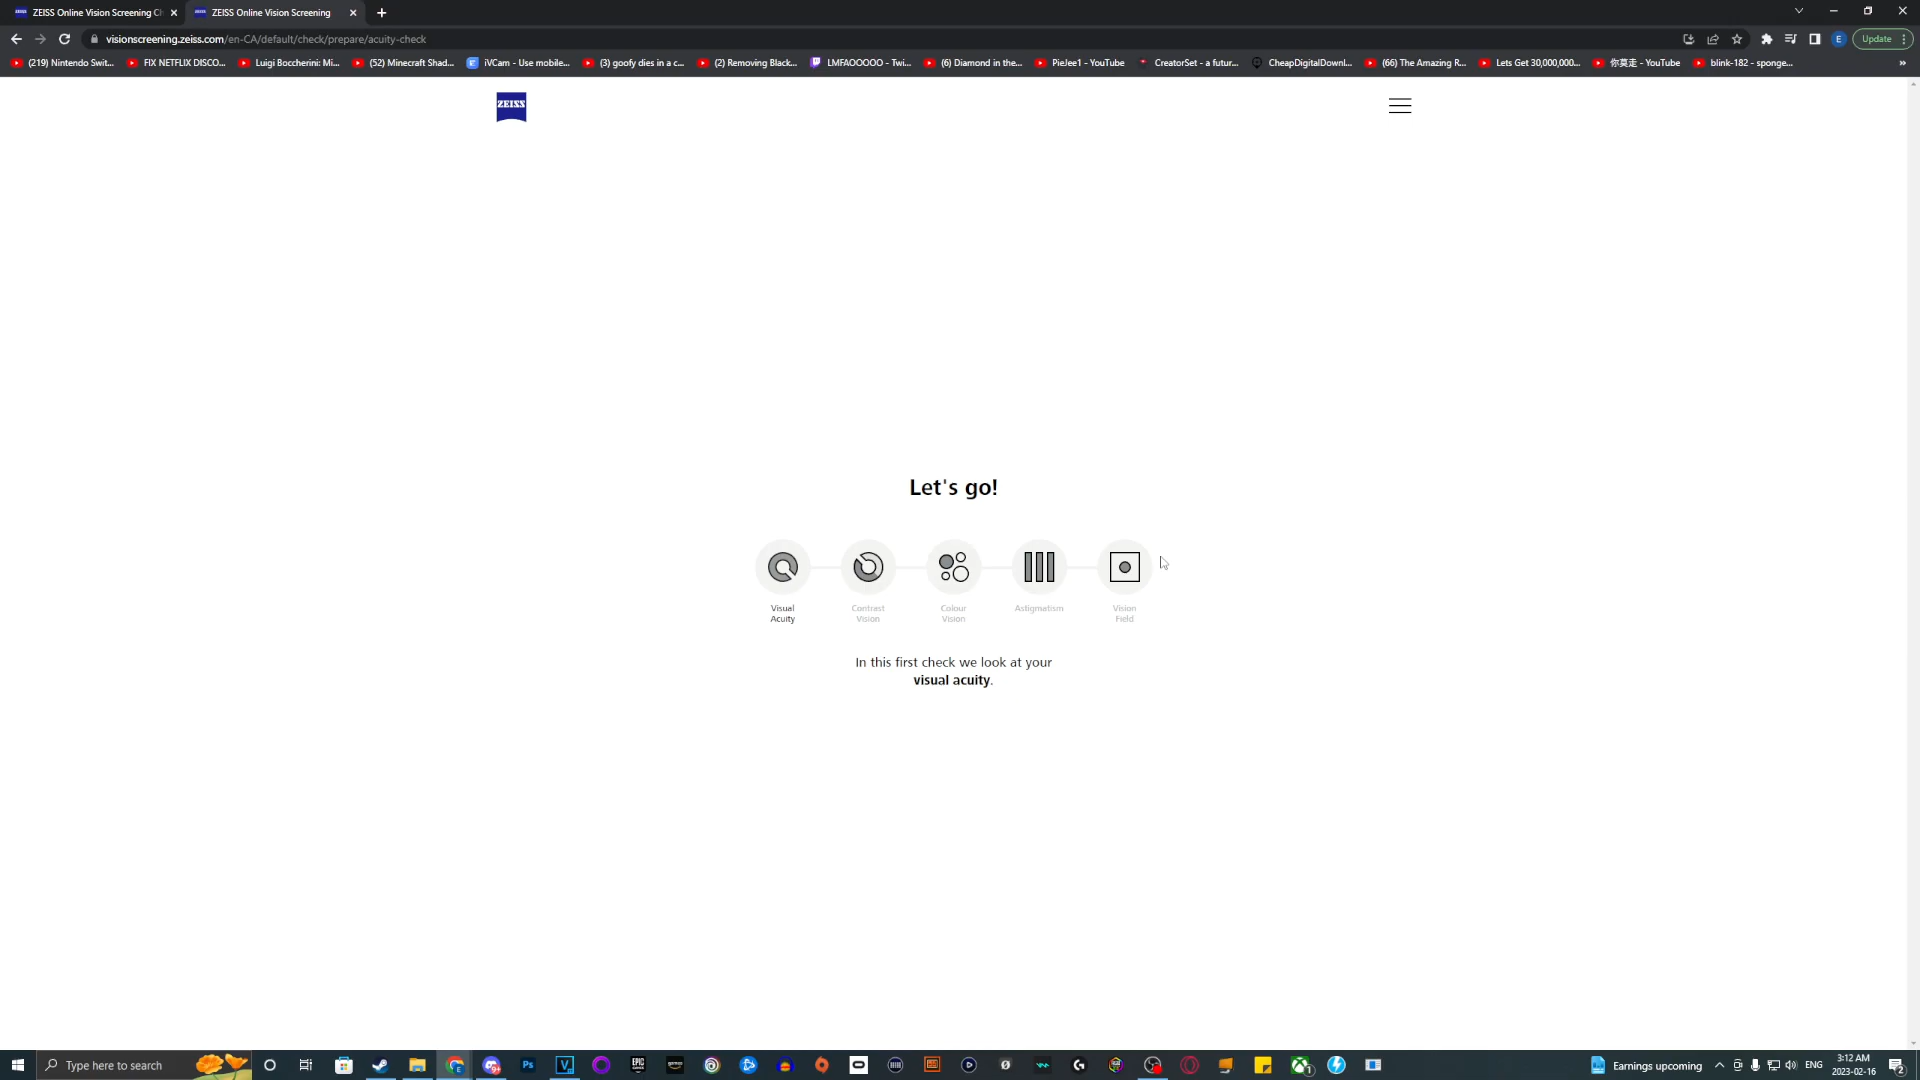 ZEISS Online Vision Screening Ch
ZEISS Online Vision Screening
visionscreening.zeiss.com/en-CA/default/check/prepare/acuity-check
Update
(219) Nintendo Swit...
FIX NETFLIX DISCO...
Luigi Boccherini: Mi...
(52) Minecraft Shad...
iVCam - Use mobile...
(3) goofy dies in a c...
(2) Removing Black...
LMFAOOOOO - Twi...
(6) Diamond in the...
PieJee1 - YouTube
CreatorSet - a futur...
CheapDigitalDownl...
(66) The Amazing R...
Lets Get 30,000,000...
你莫走 - YouTube
blink-182 - sponge...
ZEISS
Let's go!
Visual
Acuity
Contrast
Vision
Colour
Vision
Astigmatism
Vision
Field
In this first check we look at your
visual acuity.
Type here to search
Earnings upcoming
ENG
3:12 AM
2023-02-16